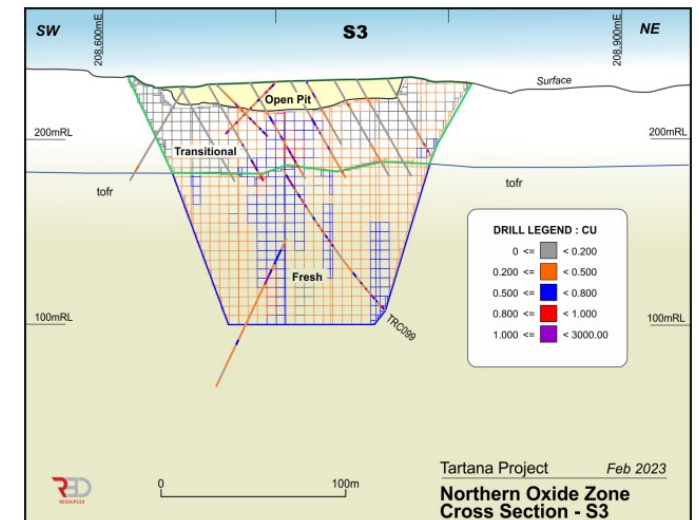 SW
208,600mE
S3
208,900mE
NE
Surface
Open Pit
200mRL
200mRL
Transitional
tofr
tofr
DRILL LEGEND : CU
0 <= < 0.200
0.200 <= < 0.500
0.500 <= < 0.800
0.800 <= < 1.000
1.000 <= < 3000.00
Fresh
100mRL
100mRL
TRC099
RED
RESOURCES
0 100m
Tartana Project Feb 2023
Northern Oxide Zone
Cross Section - S3